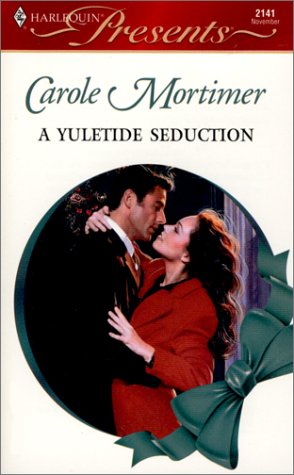 HARLEQUIN
Presents
2141
November
Carole Mortimer
A YULETIDE SEDUCTION